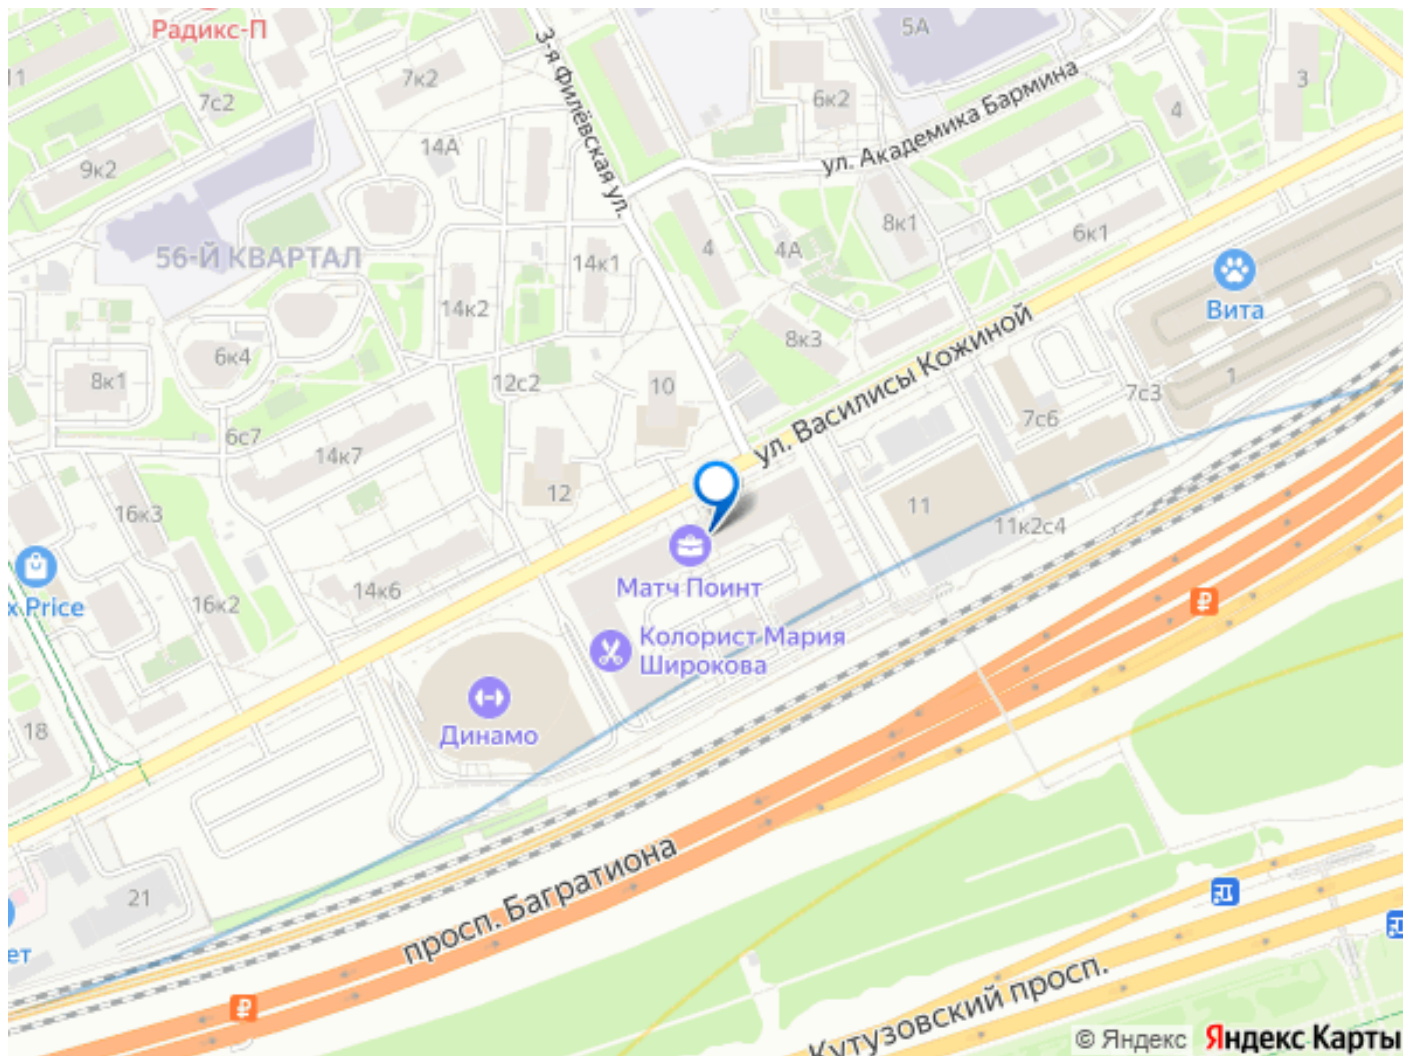 Радикс-П
5А
3-я Филёвская ул.
11
7к2
7с2
3
6к2
ул. Академика Бармина
4
14А
9к2
8к1
6к1
56-Й КВАРТАЛ
14к1
4
4А
14к2
Вита
ул. Василисы Кожиной
8к3
6к4
8к1
12с2
10
1
7с3
7с6
6с7
14к7
12
16к3
11
11к2с4
Матч Поинт
x Price
14к6
16к2
Колорист Мария
Широкова
18
Динамо
21
просп. Багратиона
ет
Кутузовский просп.
© Яндекс Яндекс Карты